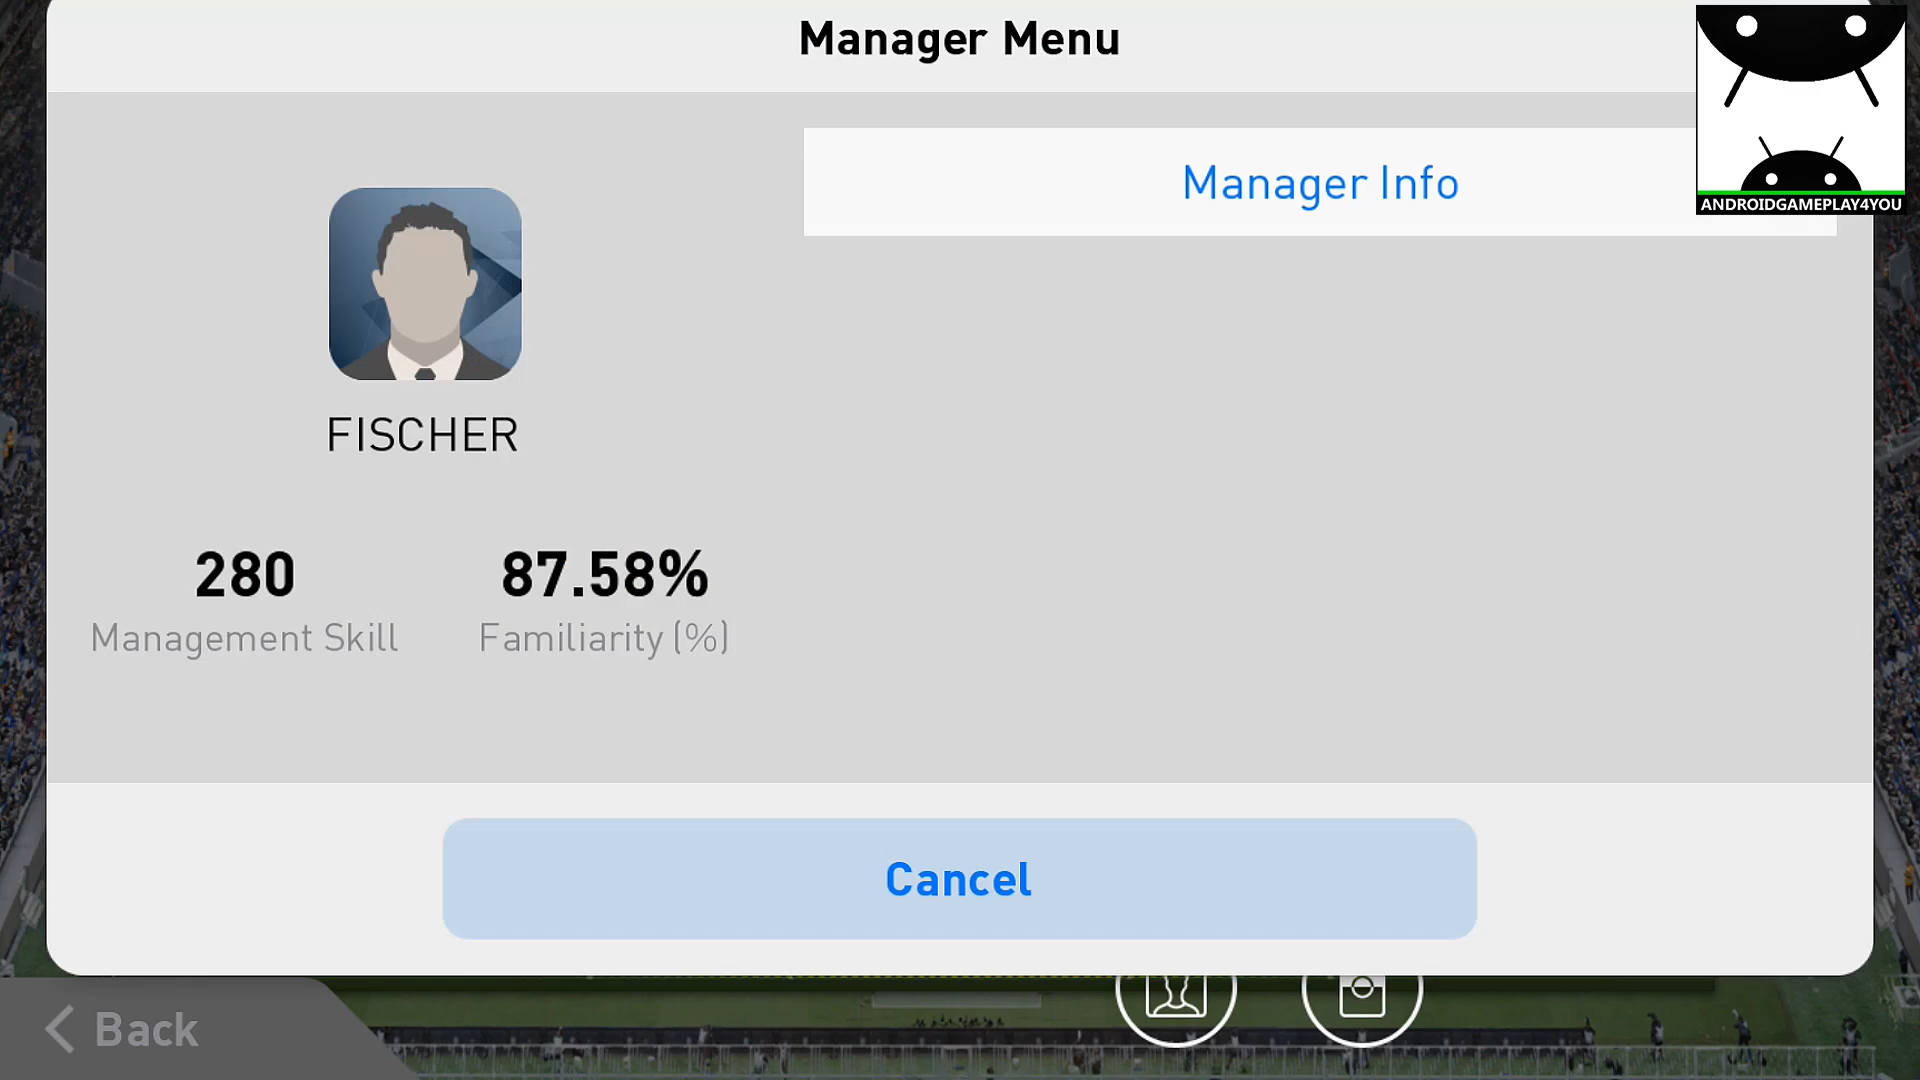 Manager Menu
Manager Info
ANDROIDGAMEPLAY4YOU
FISCHER
280 87.58%
Management Skill Familiarity (%)
Cancel
Back